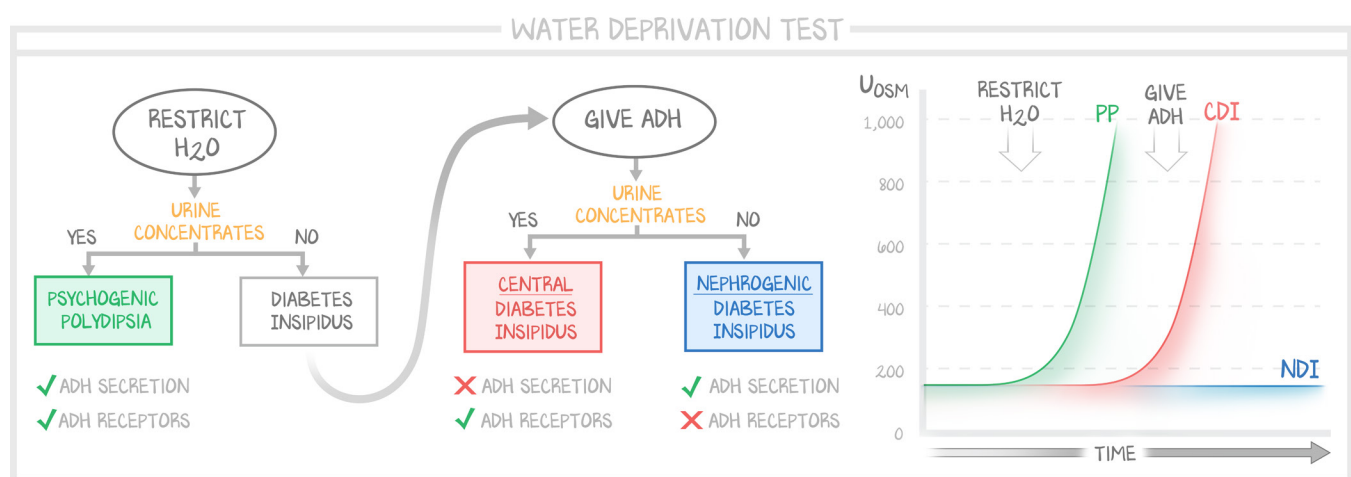 WATER DEPRIVATION TEST
RESTRICT
H2O
URINE
CONCENTRATES
YES
NO
PSYCHOGENIC
POLYDIPSIA
DIABETES
INSIPIDUS
✓ ADH SECRETION
✓ ADH RECEPTORS
GIVE ADH
URINE
CONCENTRATES
YES
NO
CENTRAL
DIABETES
INSIPIDUS
NEPHROGENIC
DIABETES
INSIPIDUS
✗ ADH SECRETION
✓ ADH RECEPTORS
✓ ADH SECRETION
✗ ADH RECEPTORS
UOSM
RESTRICT
H2O
PP
GIVE
ADH
CDI
1,000
800
600
400
200
0
NDI
TIME